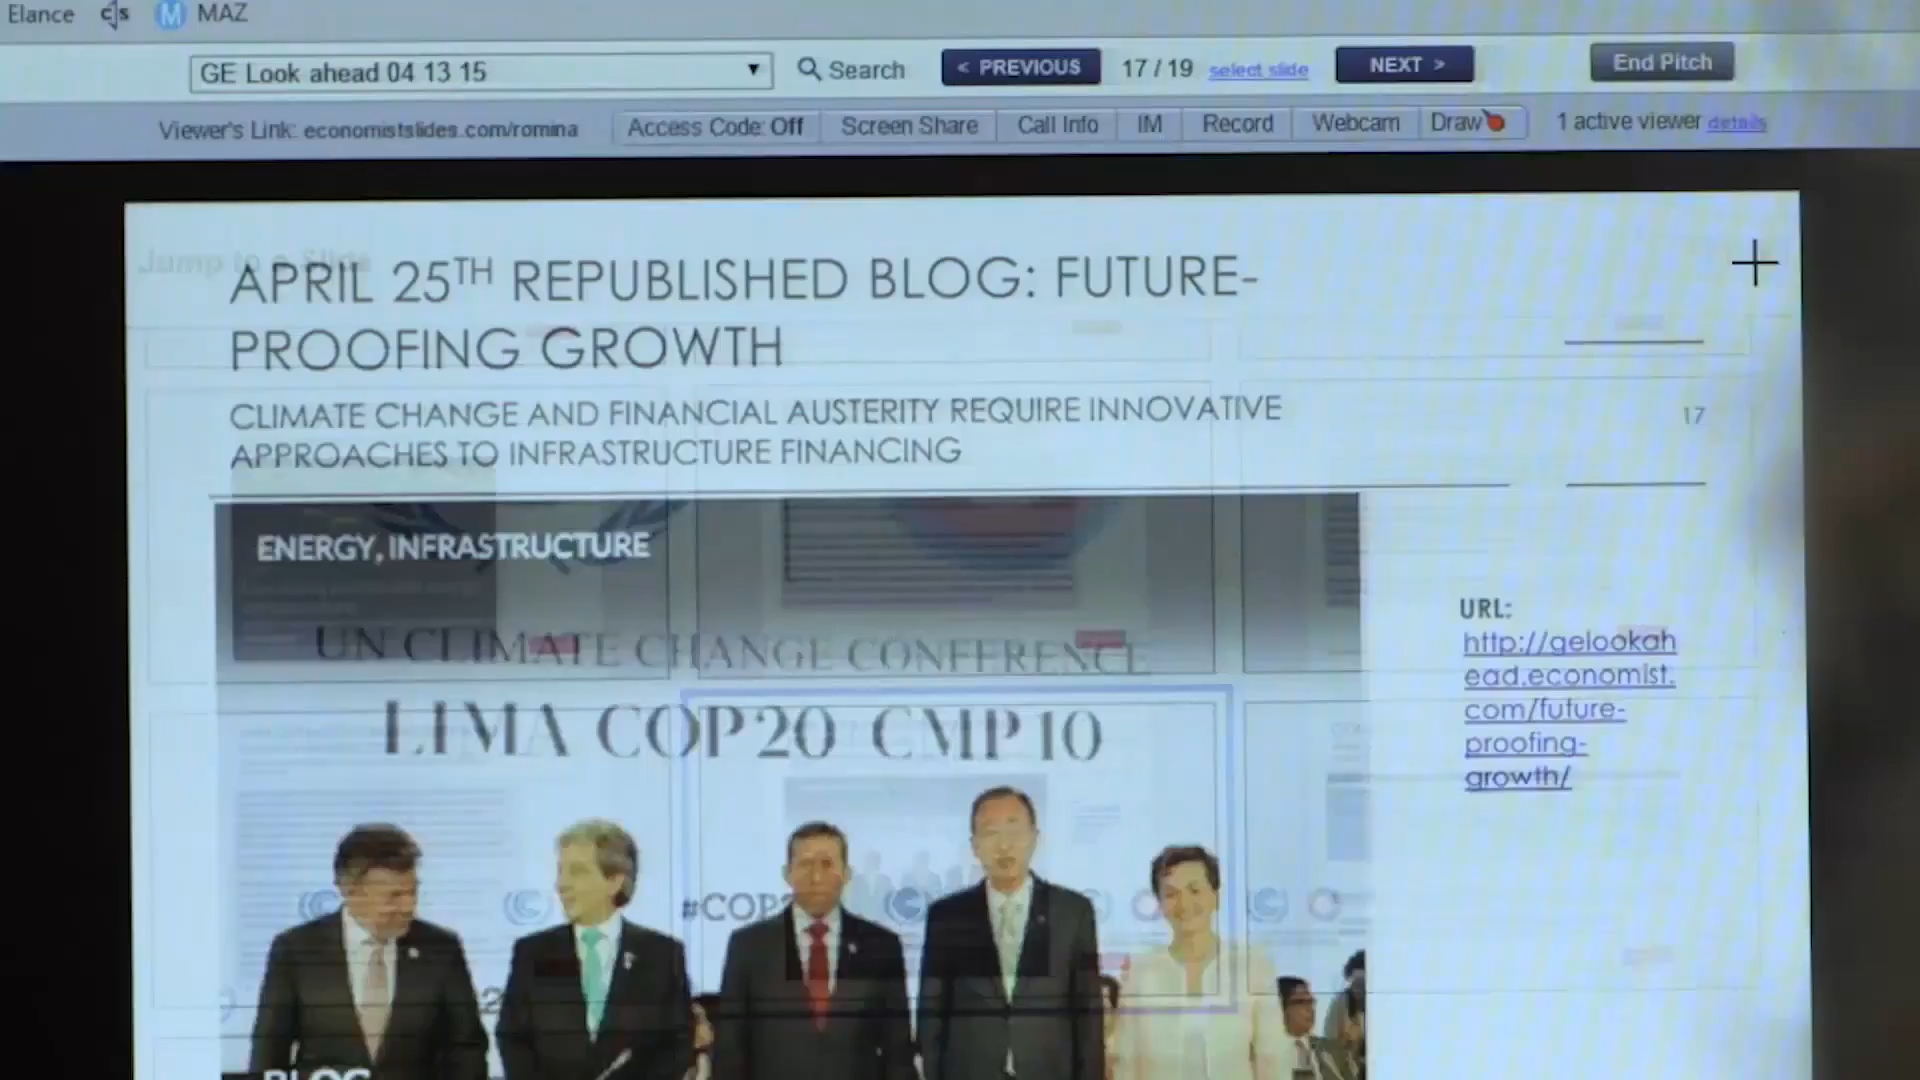 Elance
MAZ
GE Look ahead 04 13 15
Search
< PREVIOUS
17 / 19
select slide
NEXT >
End Pitch
Viewer's Link: economistslides.com/romina
Access Code: Off
Screen Share
Call Info
IM
Record
Webcam
Draw
1 active viewer details
Jump to a Slide
APRIL 25TH REPUBLISHED BLOG: FUTURE-
PROOFING GROWTH
CLIMATE CHANGE AND FINANCIAL AUSTERITY REQUIRE INNOVATIVE
APPROACHES TO INFRASTRUCTURE FINANCING
17
ENERGY, INFRASTRUCTURE
UN CLIMATE CHANGE CONFERENCE
LIMA COP20 CMP10
#COP2
BLOG
URL:
http://gelookah
ead.economist.
com/future-
proofing-
growth/